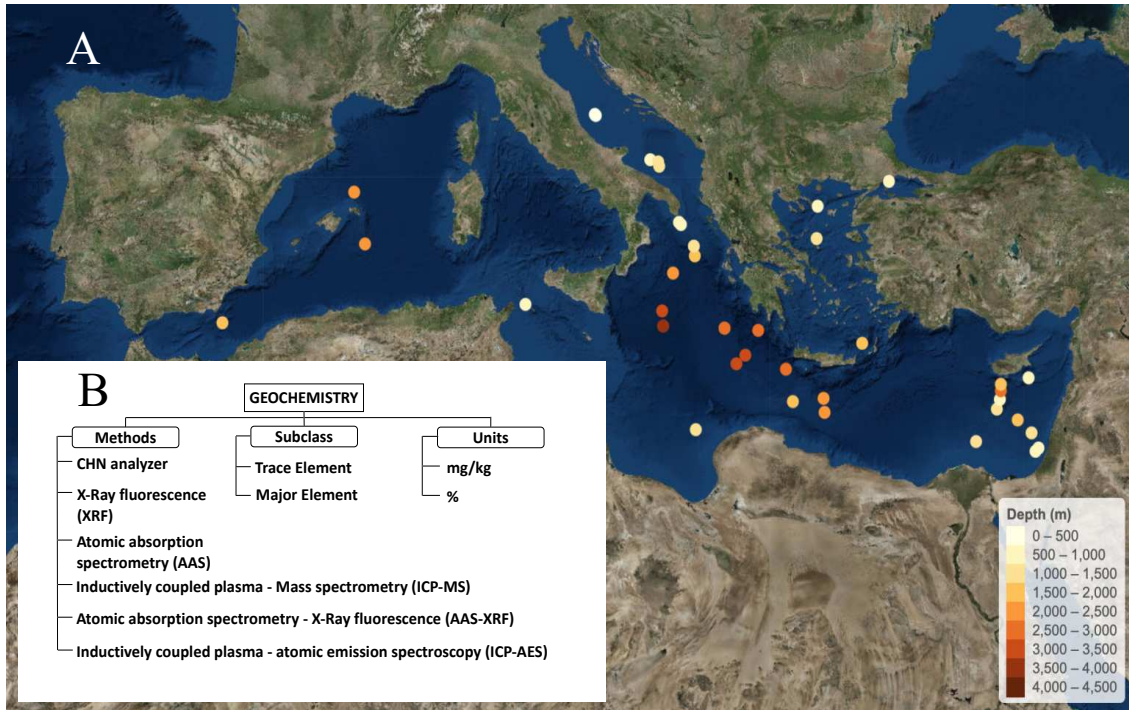 A
B
GEOCHEMISTRY
Methods
Subclass
Units
CHN analyzer
X-Ray fluorescence
(XRF)
Atomic absorption
spectrometry (AAS)
Inductively coupled plasma - Mass spectrometry (ICP-MS)
Atomic absorption spectrometry - X-Ray fluorescence (AAS-XRF)
Inductively coupled plasma - atomic emission spectroscopy (ICP-AES)
Trace Element
Major Element
mg/kg
%
Depth (m)
0 – 500
500 – 1,000
1,000 – 1,500
1,500 – 2,000
2,000 – 2,500
2,500 – 3,000
3,000 – 3,500
3,500 – 4,000
4,000 – 4,500